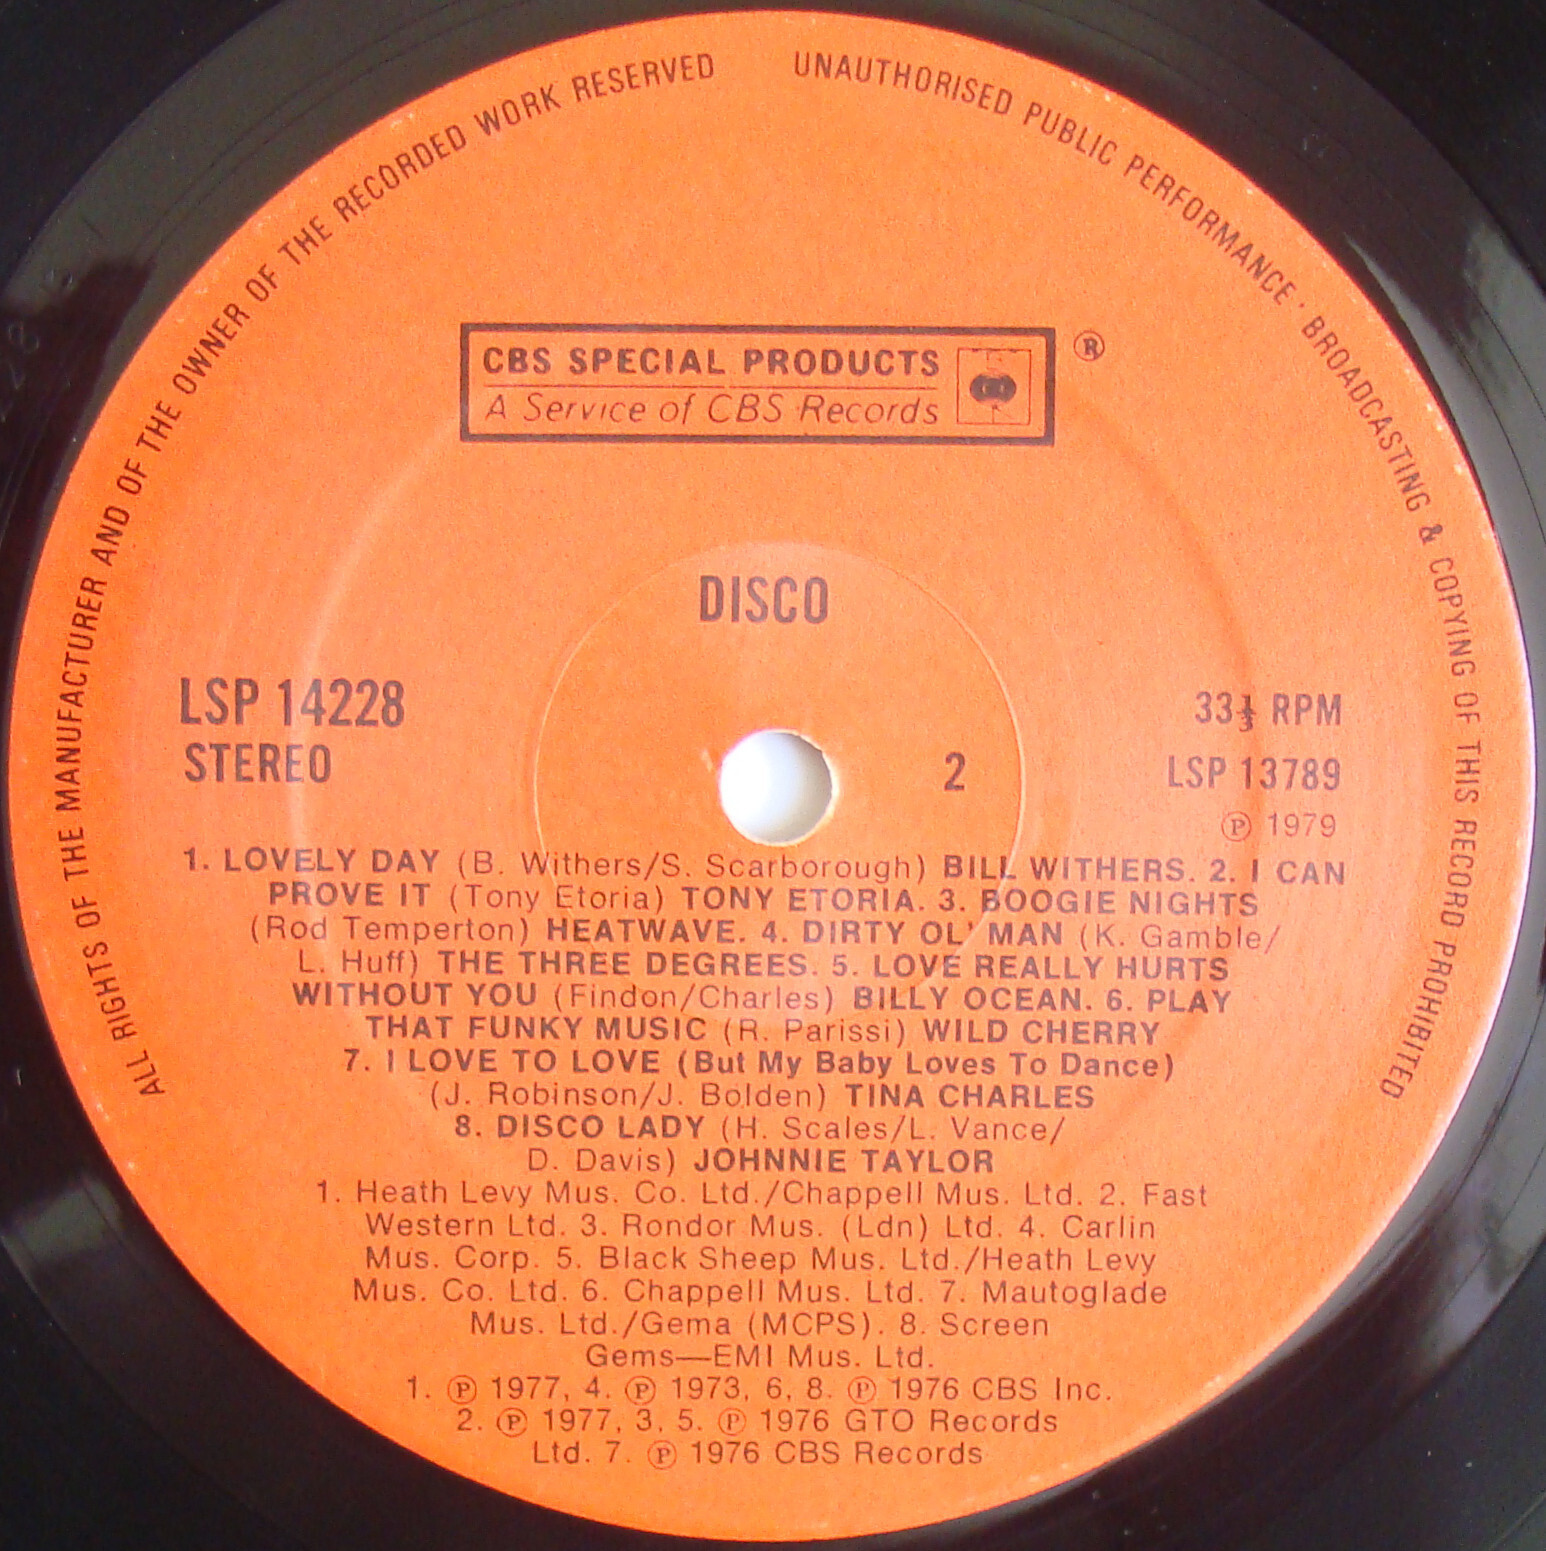 ALL RIGHTS OF THE MANUFACTURER AND OF THE OWNER OF THE RECORDED WORK RESERVED
UNAUTHORISED PUBLIC PERFORMANCE · BROADCASTING & COPYING OF THIS RECORD PROHIBITED
CBS SPECIAL PRODUCTS
A Service of CBS Records
®
DISCO
LSP 14228
STEREO
33⅓ RPM
2
LSP 13789
℗ 1979
1. LOVELY DAY (B. Withers/S. Scarborough) BILL WITHERS. 2. I CAN
PROVE IT (Tony Etoria) TONY ETORIA. 3. BOOGIE NIGHTS
(Rod Temperton) HEATWAVE. 4. DIRTY OL' MAN (K. Gamble/
L. Huff) THE THREE DEGREES. 5. LOVE REALLY HURTS
WITHOUT YOU (Findon/Charles) BILLY OCEAN. 6. PLAY
THAT FUNKY MUSIC (R. Parissi) WILD CHERRY
7. I LOVE TO LOVE (But My Baby Loves To Dance)
(J. Robinson/J. Bolden) TINA CHARLES
8. DISCO LADY (H. Scales/L. Vance/
D. Davis) JOHNNIE TAYLOR
1. Heath Levy Mus. Co. Ltd./Chappell Mus. Ltd. 2. Fast
Western Ltd. 3. Rondor Mus. (Ldn) Ltd. 4. Carlin
Mus. Corp. 5. Black Sheep Mus. Ltd./Heath Levy
Mus. Co. Ltd. 6. Chappell Mus. Ltd. 7. Mautoglade
Mus. Ltd./Gema (MCPS). 8. Screen
Gems—EMI Mus. Ltd.
1. ℗ 1977, 4. ℗ 1973, 6, 8. ℗ 1976 CBS Inc.
2. ℗ 1977, 3, 5. ℗ 1976 GTO Records
Ltd. 7. ℗ 1976 CBS Records